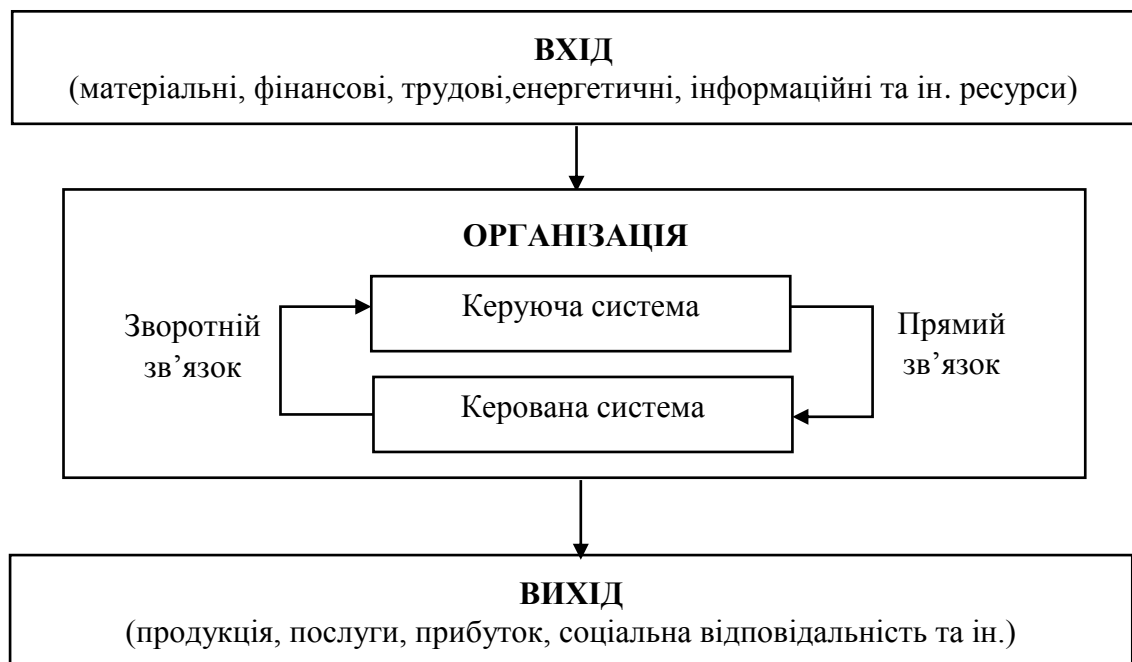 ВХІД
(матеріальні, фінансові, трудові,енергетичні, інформаційні та ін. ресурси)
ОРГАНІЗАЦІЯ
Керуюча система
Зворотній
зв’язок
Прямий
зв’язок
Керована система
ВИХІД
(продукція, послуги, прибуток, соціальна відповідальність та ін.)